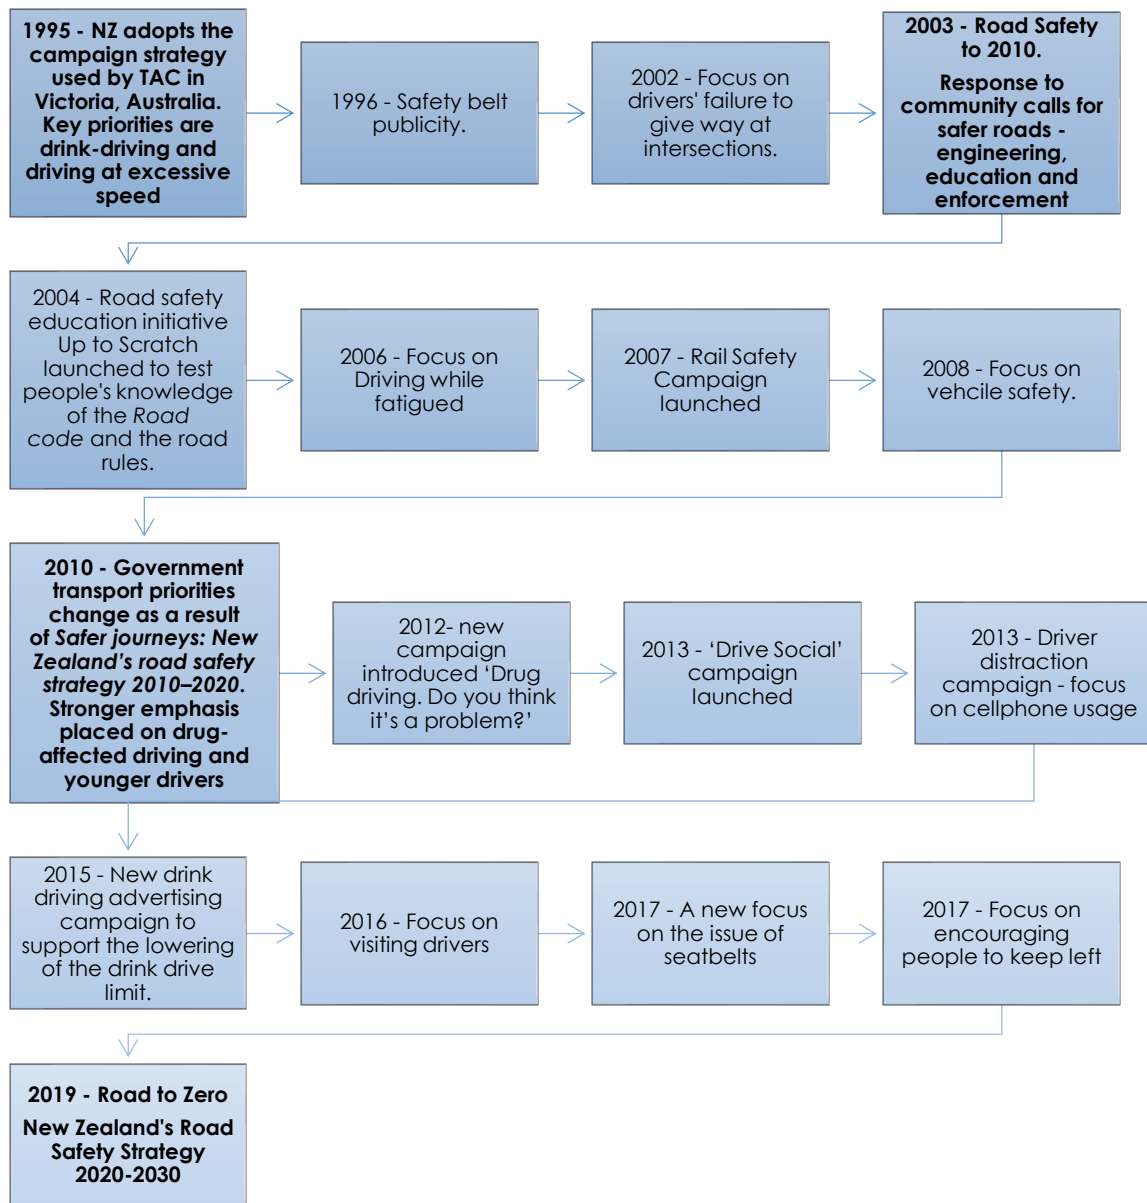 1995 - NZ adopts the
campaign strategy
used by TAC in
Victoria, Australia.
Key priorities are
drink-driving and
driving at excessive
speed
1996 - Safety belt
publicity.
2002 - Focus on
drivers' failure to
give way at
intersections.
2003 - Road Safety
to 2010.
Response to
community calls for
safer roads -
engineering,
education and
enforcement
2004 - Road safety
education initiative
Up to Scratch
launched to test
people's knowledge
of the Road
code and the road
rules.
2006 - Focus on
Driving while
fatigued
2007 - Rail Safety
Campaign
launched
2008 - Focus on
vehcile safety.
2010 - Government
transport priorities
change as a result
of Safer journeys: New
Zealand’s road safety
strategy 2010–2020.
Stronger emphasis
placed on drug-
affected driving and
younger drivers
2012- new
campaign
introduced ‘Drug
driving. Do you think
it’s a problem?’
2013 - ‘Drive Social’
campaign
launched
2013 - Driver
distraction
campaign - focus
on cellphone usage
2015 - New drink
driving advertising
campaign to
support the lowering
of the drink drive
limit.
2016 - Focus on
visiting drivers
2017 - A new focus
on the issue of
seatbelts
2017 - Focus on
encouraging
people to keep left
2019 - Road to Zero
New Zealand's Road
Safety Strategy
2020-2030